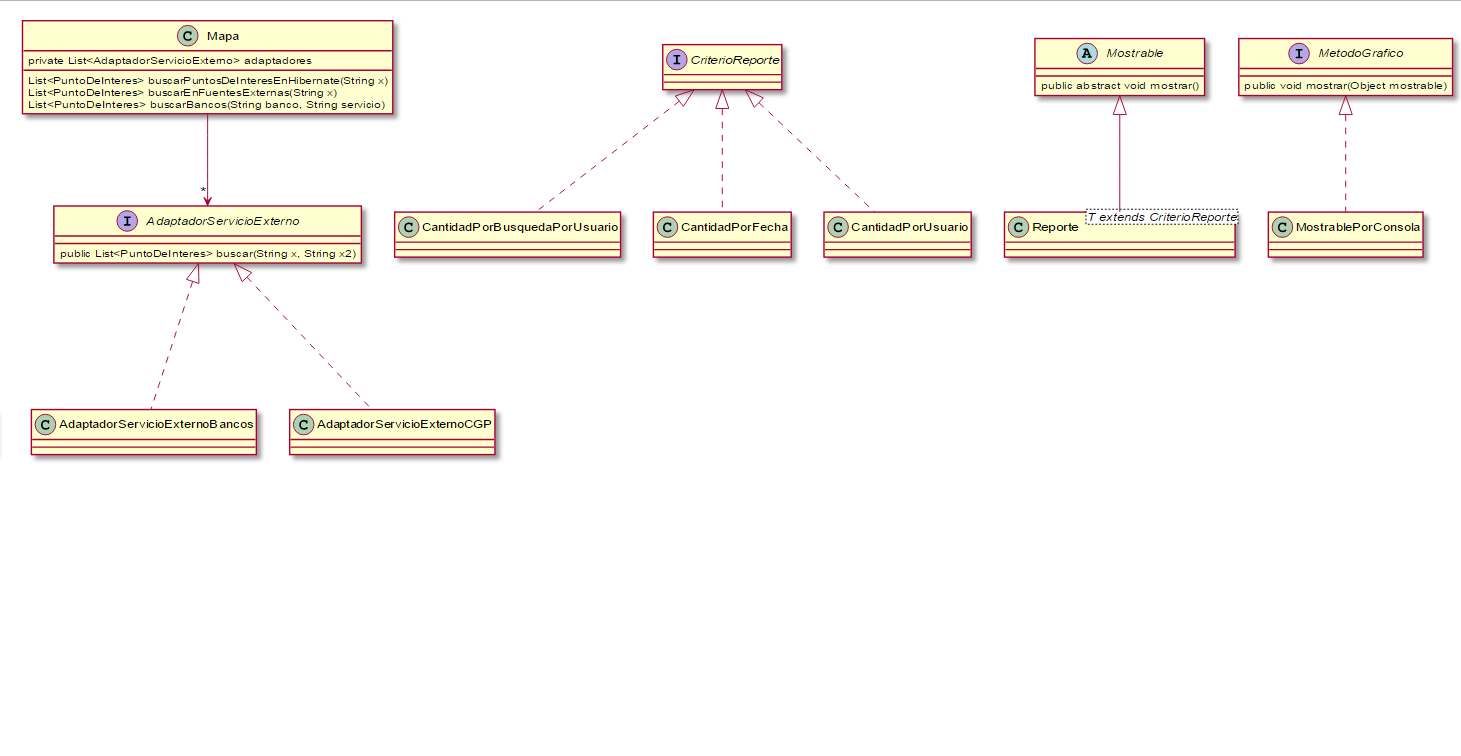 C Mapa
private List<AdaptadorServicioExterno> adaptadores
List<PuntoDeInteres> buscarPuntosDeInteresEnHibernate(String x)
List<PuntoDeInteres> buscarEnFuentesExternas(String x)
List<PuntoDeInteres> buscarBancos(String banco, String servicio)
I CriterioReporte
A Mostrable
public abstract void mostrar()
I MetodoGrafico
public void mostrar(Object mostrable)
*
I AdaptadorServicioExterno
public List<PuntoDeInteres> buscar(String x, String x2)
C CantidadPorBusquedaPorUsuario
C CantidadPorFecha
C CantidadPorUsuario
C Reporte
T extends CriterioReporte
C MostrablePorConsola
C AdaptadorServicioExternoBancos
C AdaptadorServicioExternoCGP